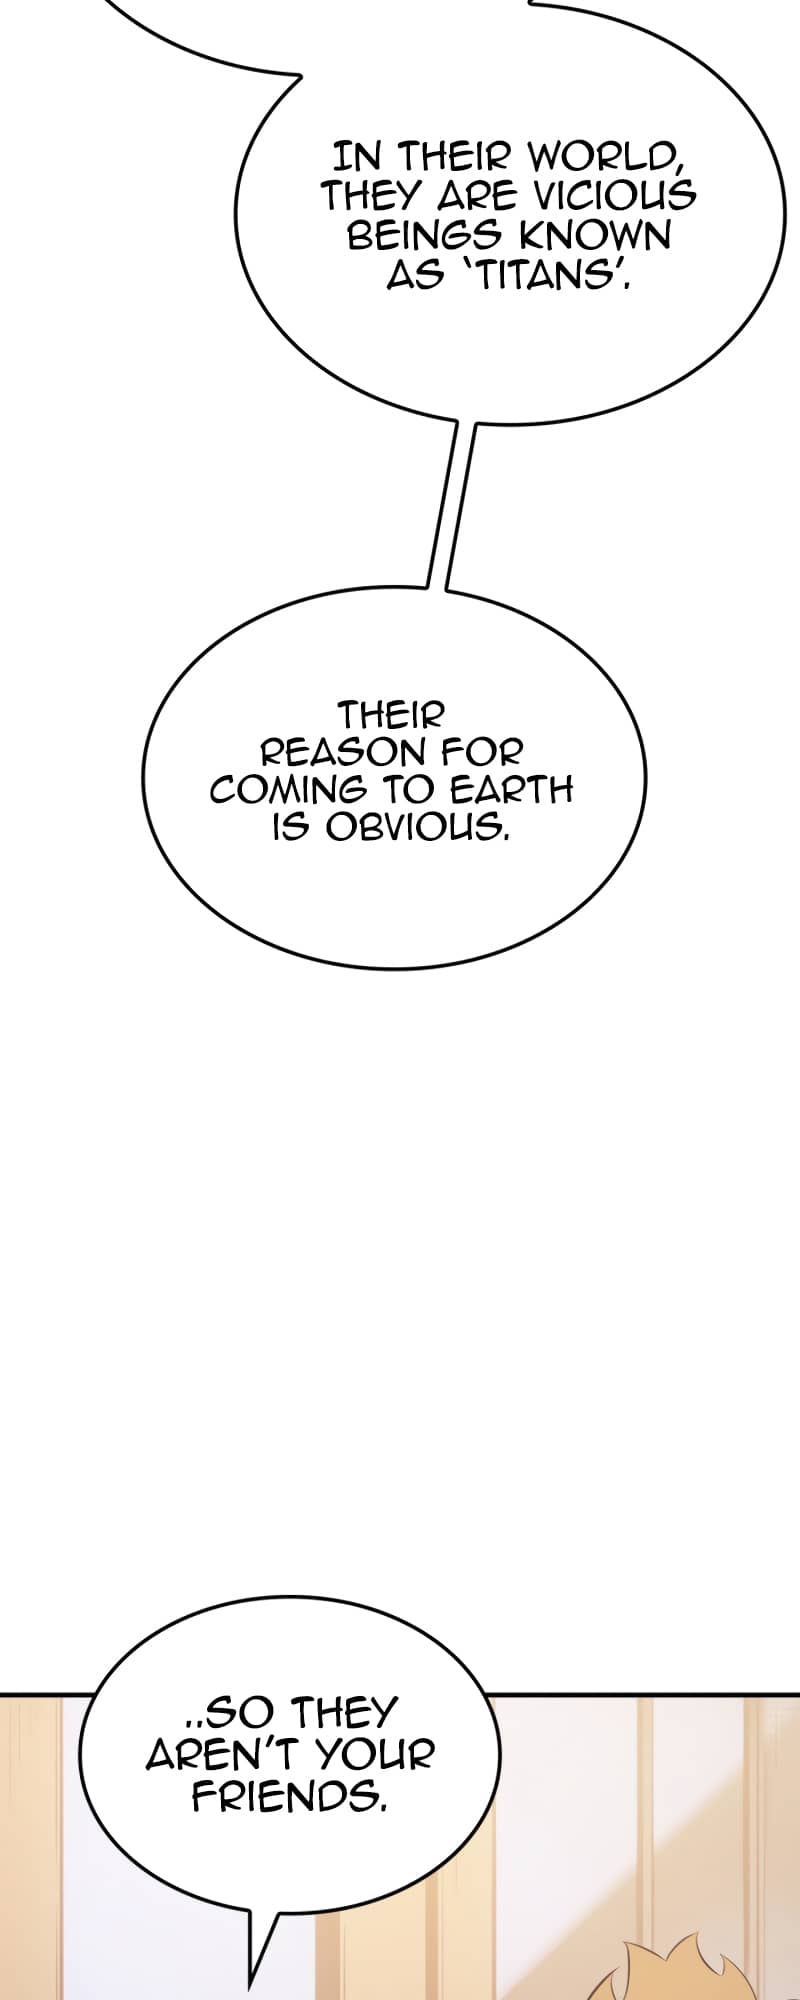 IN THEIR WORLD,
THEY ARE VICIOUS
BEINGS KNOWN
AS 'TITANS'.
THEIR
REASON FOR
COMING TO EARTH
IS OBVIOUS.
..SO THEY
AREN'T YOUR
FRIENDS.